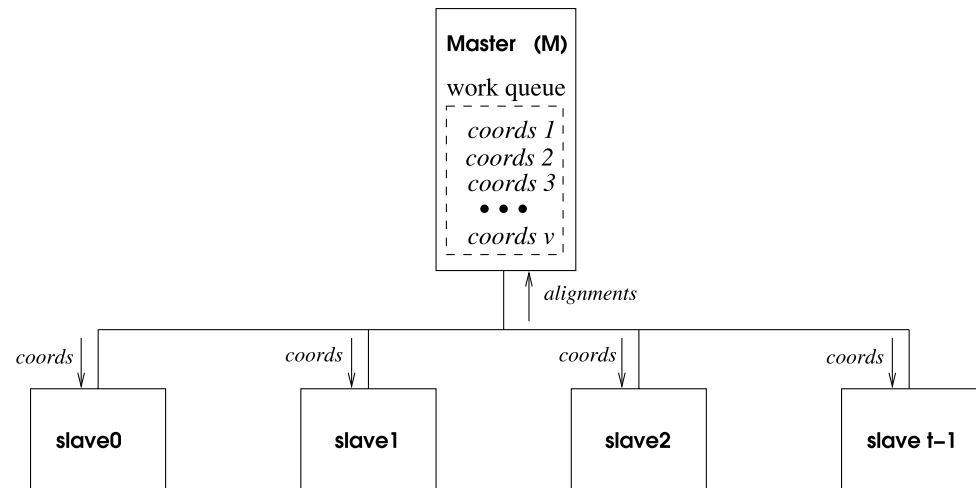 Master (M)
work queue
coords 1
coords 2
coords 3
• • •
coords v
alignments
coords coords coords coords
slave0 slave1 slave2 slave t–1